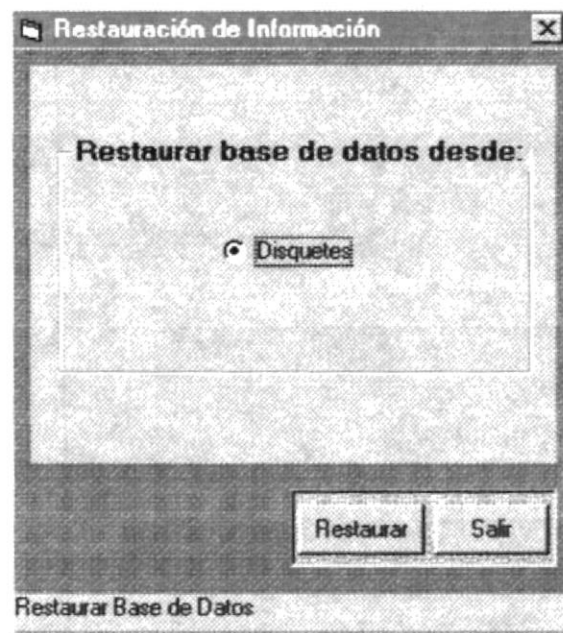 Restauración de Información
Restaurar base de datos desde:
Disquetes
Restaurar Salir
Restaurar Base de Datos